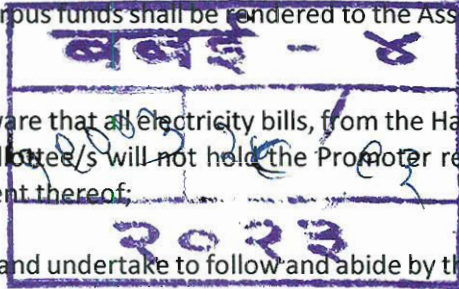 rpus funds shall be rendered to the Ass
बबई - ४
are that all electricity bills, from the Ha
llottee/s will not hold the Promoter re
ent thereof;
२०२३
and undertake to follow and abide by th